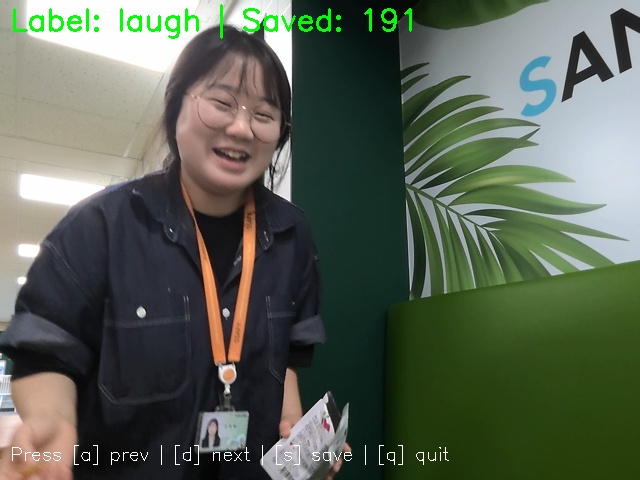 Label: laugh | Saved: 191
SAN
Press [a] prev | [d] next | [s] save | [q] quit